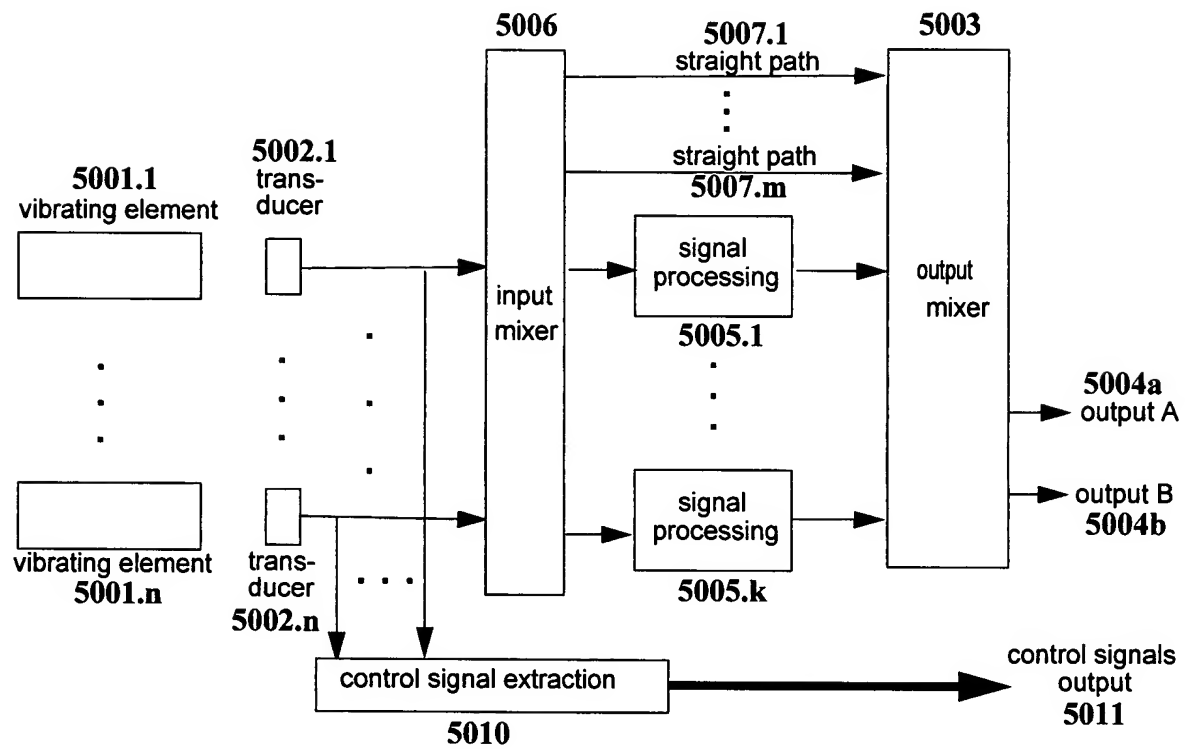 5006
5007.1
straight path
5003
5002.1
trans-
ducer
straight path
5007.m
5001.1
vibrating element
signal
processing
5005.1
input
mixer
output
mixer
5004a
output A
signal
processing
5005.k
output B
5004b
vibrating element
5001.n
trans-
ducer
5002.n
control signal extraction
5010
control signals
output
5011